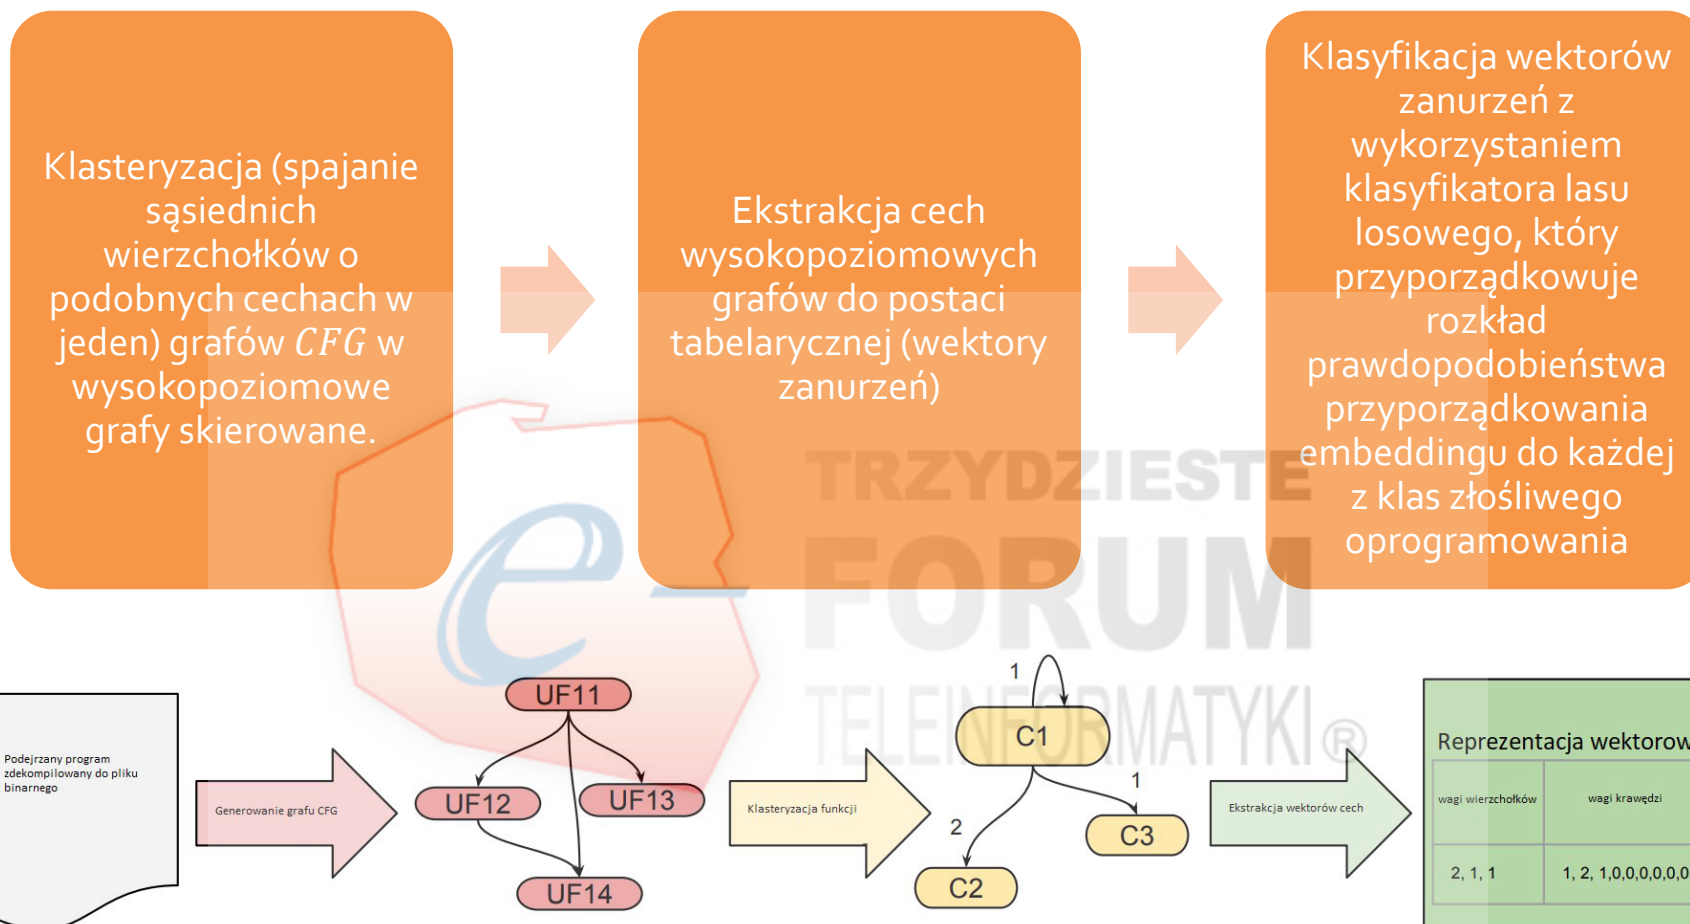 Klasteryzacja (spajanie
sąsiednich
wierzchołków o
podobnych cechach w
jeden) grafów CFG w
wysokopoziomowe
grafy skierowane.
Ekstrakcja cech
wysokopoziomowych
grafów do postaci
tabelarycznej (wektory
zanurzeń)
Klasyfikacja wektorów
zanurzeń z
wykorzystaniem
klasyfikatora lasu
losowego, który
przyporządkowuje
rozkład
prawdopodobieństwa
przyporządkowania
embeddingu do każdej
z klas złośliwego
oprogramowania
e-
TRZYDZIESTE
FORUM
TELEINFORMATYKI ®
Podejrzany program
zdekompilowany do pliku
binarnego
Generowanie grafu CFG
UF11
UF12
UF13
UF14
Klasteryzacja funkcji
1
C1
1
2
C3
C2
Ekstrakcja wektorów cech
Reprezentacja wektorow
wagi wierzchołków
wagi krawędzi
2, 1, 1
1, 2, 1,0,0,0,0,0,0